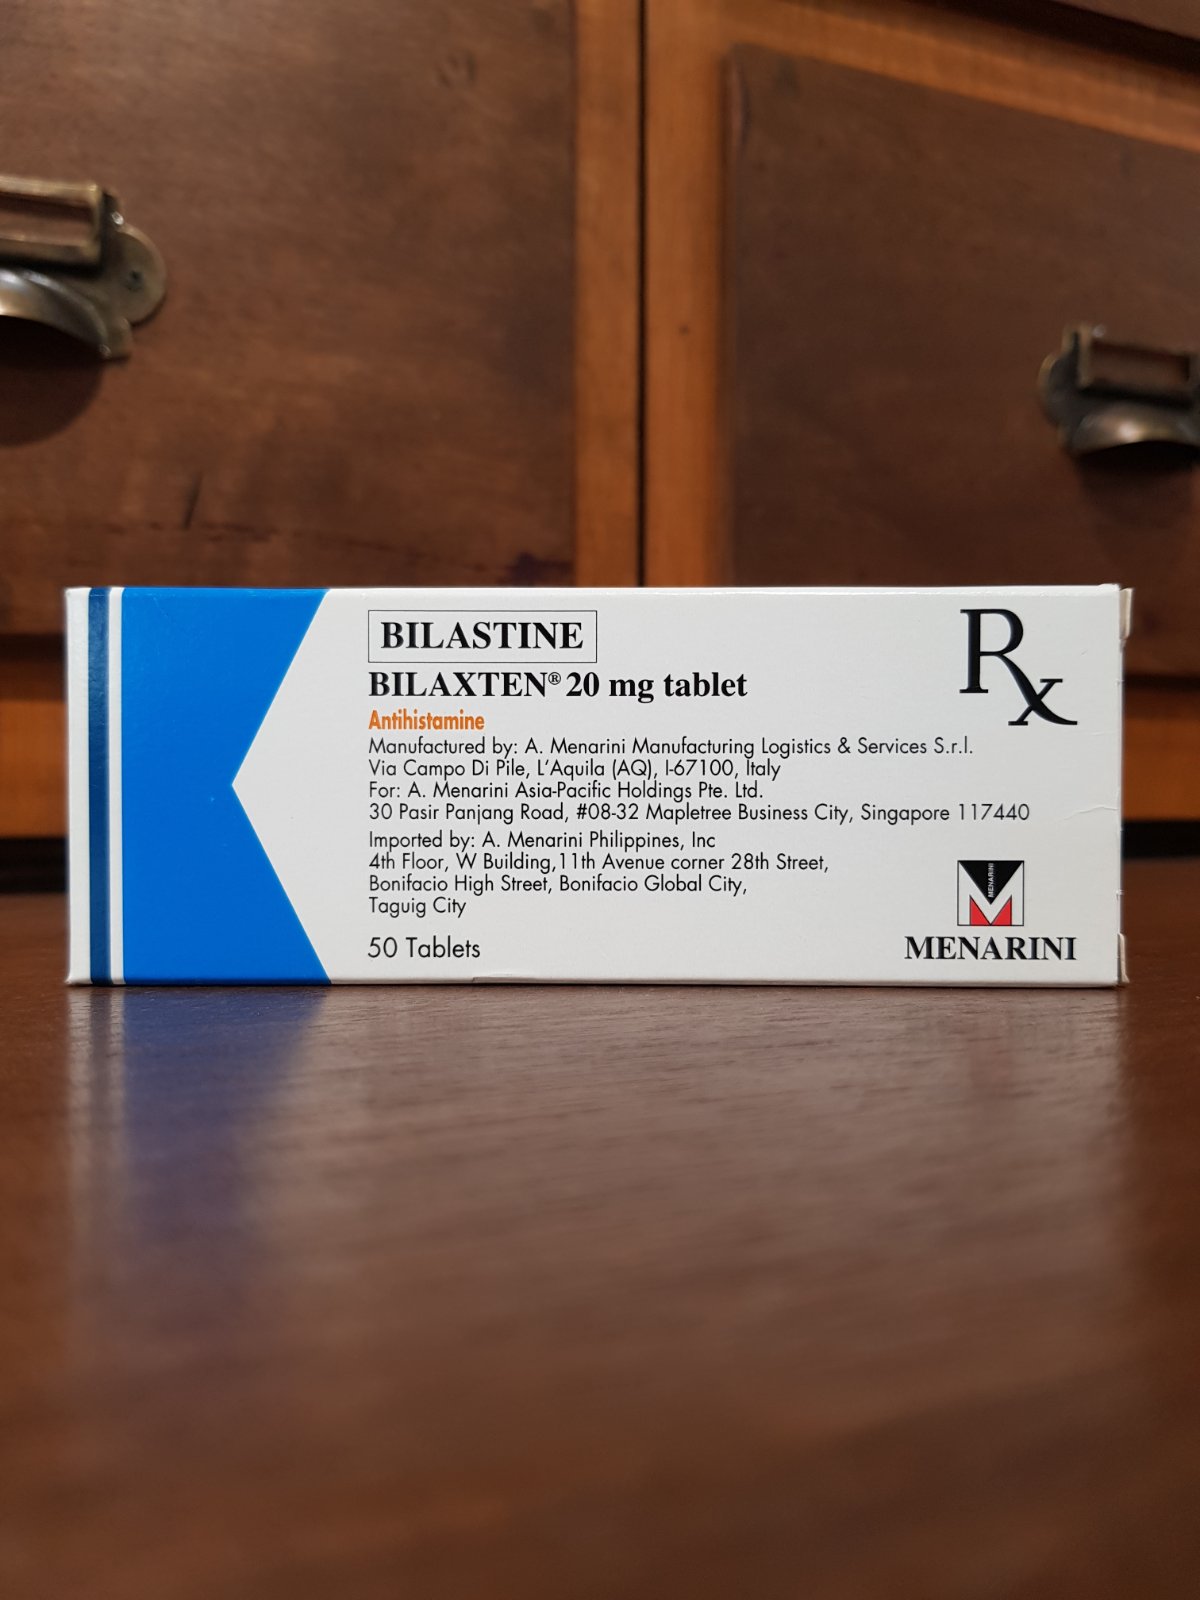 BILASTINE
BILAXTEN® 20 mg tablet
Antihistamine
Manufactured by: A. Menarini Manufacturing Logistics & Services S.r.l.
Via Campo Di Pile, L'Aquila (AQ), I-67100, Italy
For: A. Menarini Asia-Pacific Holdings Pte. Ltd.
30 Pasir Panjang Road, #08-32 Mapletree Business City, Singapore 117440
Imported by: A. Menarini Philippines, Inc
4th Floor, W Building,11th Avenue corner 28th Street,
Bonifacio High Street, Bonifacio Global City,
Taguig City
50 Tablets
Rx
MENARINI
MENARINI